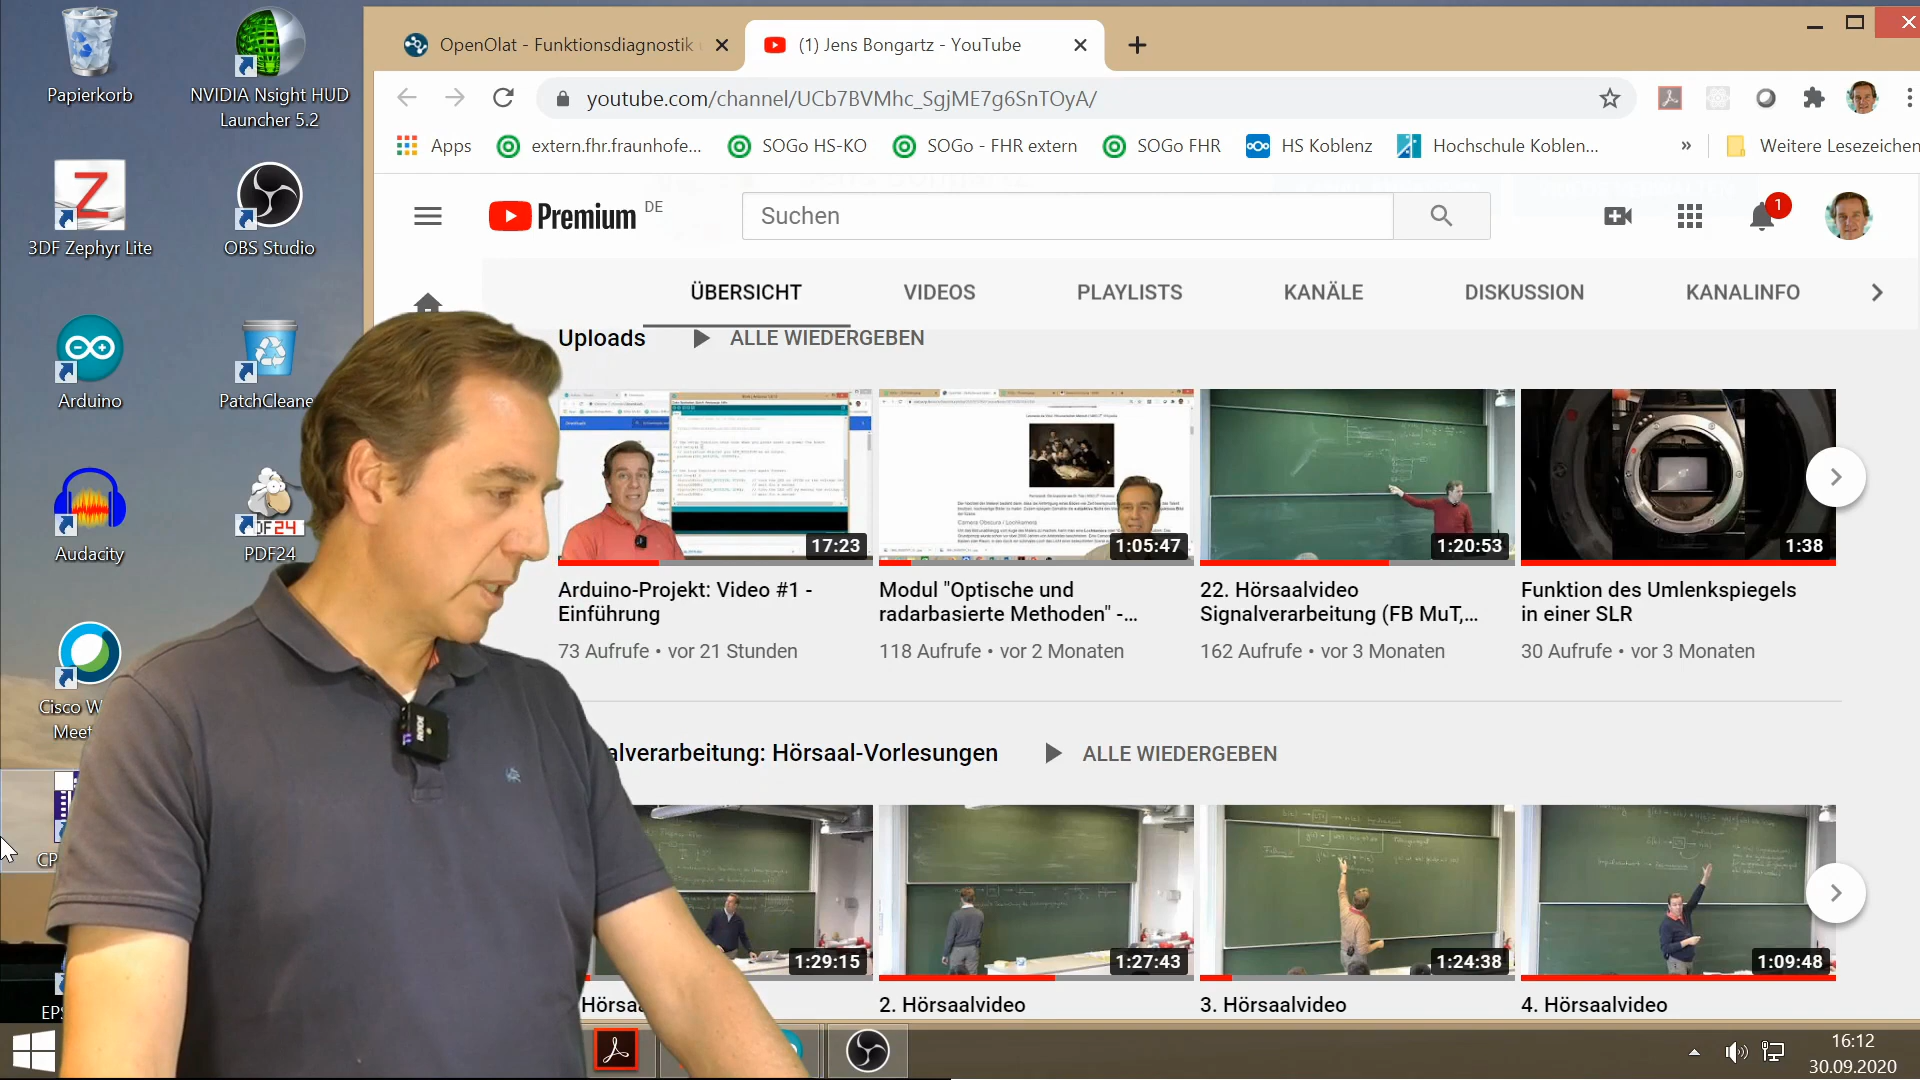 Papierkorb
NVIDIA Nsight HUD
Launcher 5.2
3DF Zephyr Lite
OBS Studio
Arduino
PatchCleane
Audacity
PDF24
Cisco W
Meet
CP
EPS
OpenOlat - Funktionsdiagnostik
(1) Jens Bongartz - YouTube
youtube.com/channel/UCb7BVMhc_SgjME7g6SnTOyA/
Apps
extern.fhr.fraunhofe...
SOGo HS-KO
SOGo - FHR extern
SOGo FHR
HS Koblenz
Hochschule Koblen...
»
Weitere Lesezeichen
Premium DE
Suchen
1
ÜBERSICHT
VIDEOS
PLAYLISTS
KANÄLE
DISKUSSION
KANALINFO
Uploads
ALLE WIEDERGEBEN
17:23
1:05:47
1:20:53
1:38
Arduino-Projekt: Video #1 -
Einführung
73 Aufrufe • vor 21 Stunden
Modul "Optische und
radarbasierte Methoden" -...
118 Aufrufe • vor 2 Monaten
22. Hörsaalvideo
Signalverarbeitung (FB MuT,...
162 Aufrufe • vor 3 Monaten
Funktion des Umlenkspiegels
in einer SLR
30 Aufrufe • vor 3 Monaten
alverarbeitung: Hörsaal-Vorlesungen
ALLE WIEDERGEBEN
1:29:15
1:27:43
1:24:38
1:09:48
Hörsa
2. Hörsaalvideo
3. Hörsaalvideo
4. Hörsaalvideo
RODE
16:12
30.09.2020